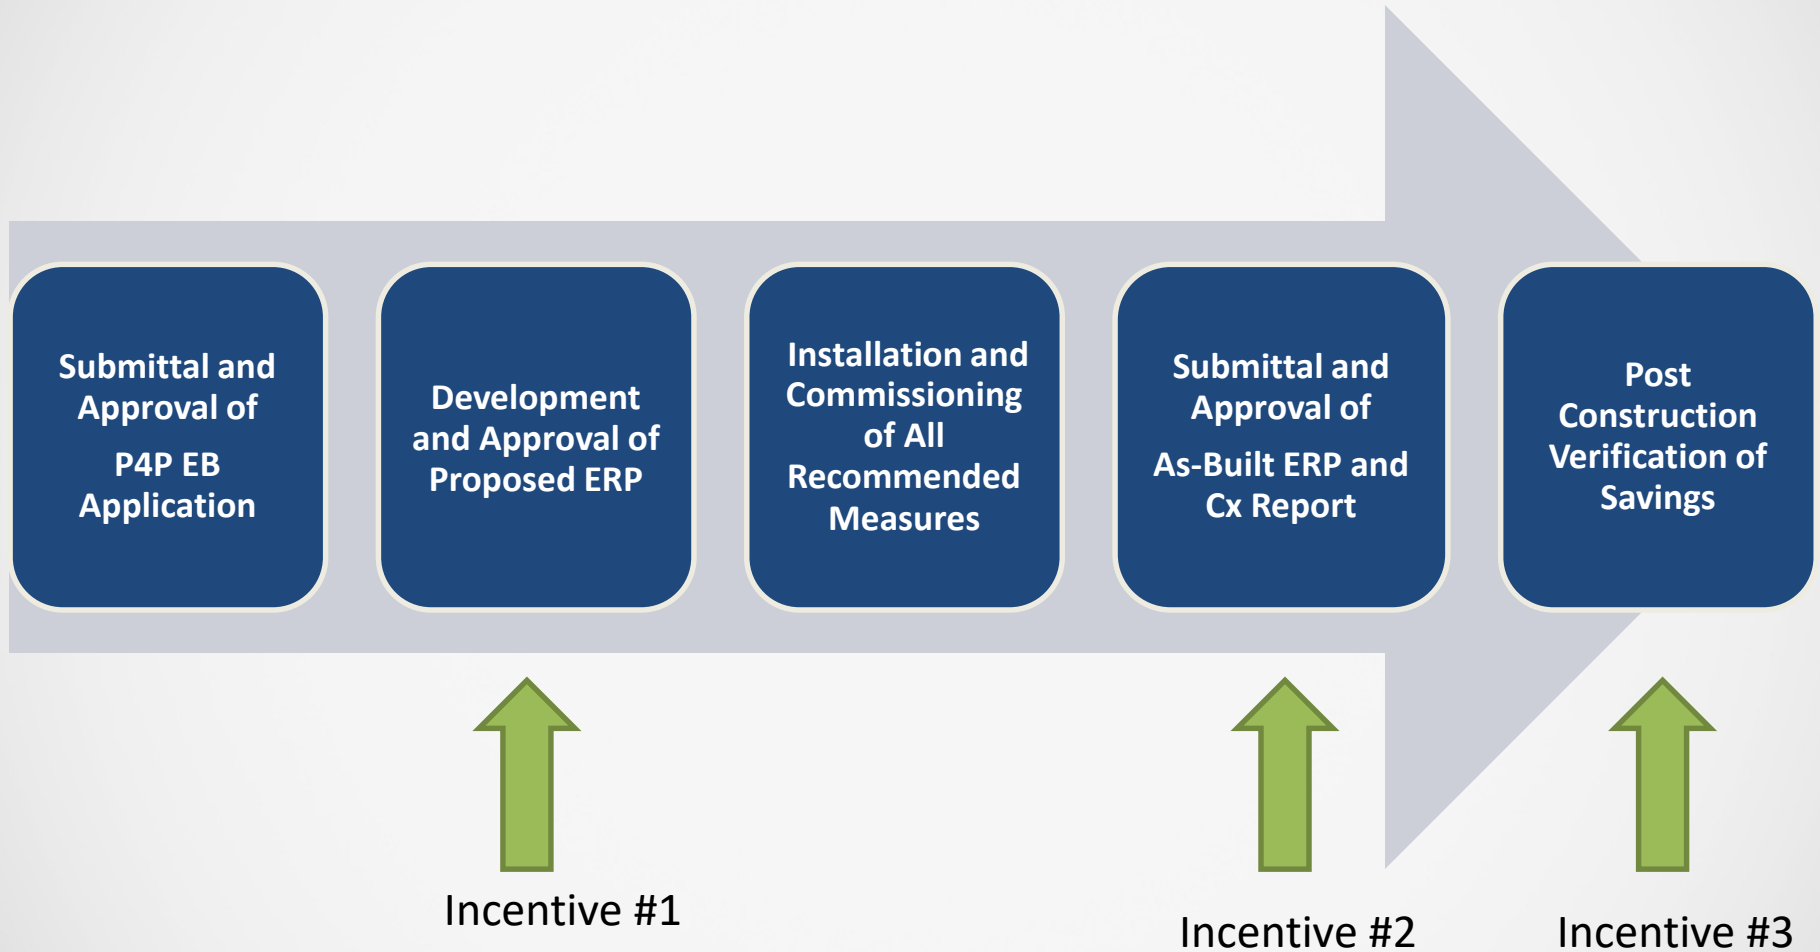 Submittal and
Approval of
P4P EB
Application
Development
and Approval of
Proposed ERP
Installation and
Commissioning
of All
Recommended
Measures
Submittal and
Approval of
As-Built ERP and
Cx Report
Post
Construction
Verification of
Savings
Incentive #1
Incentive #2
Incentive #3